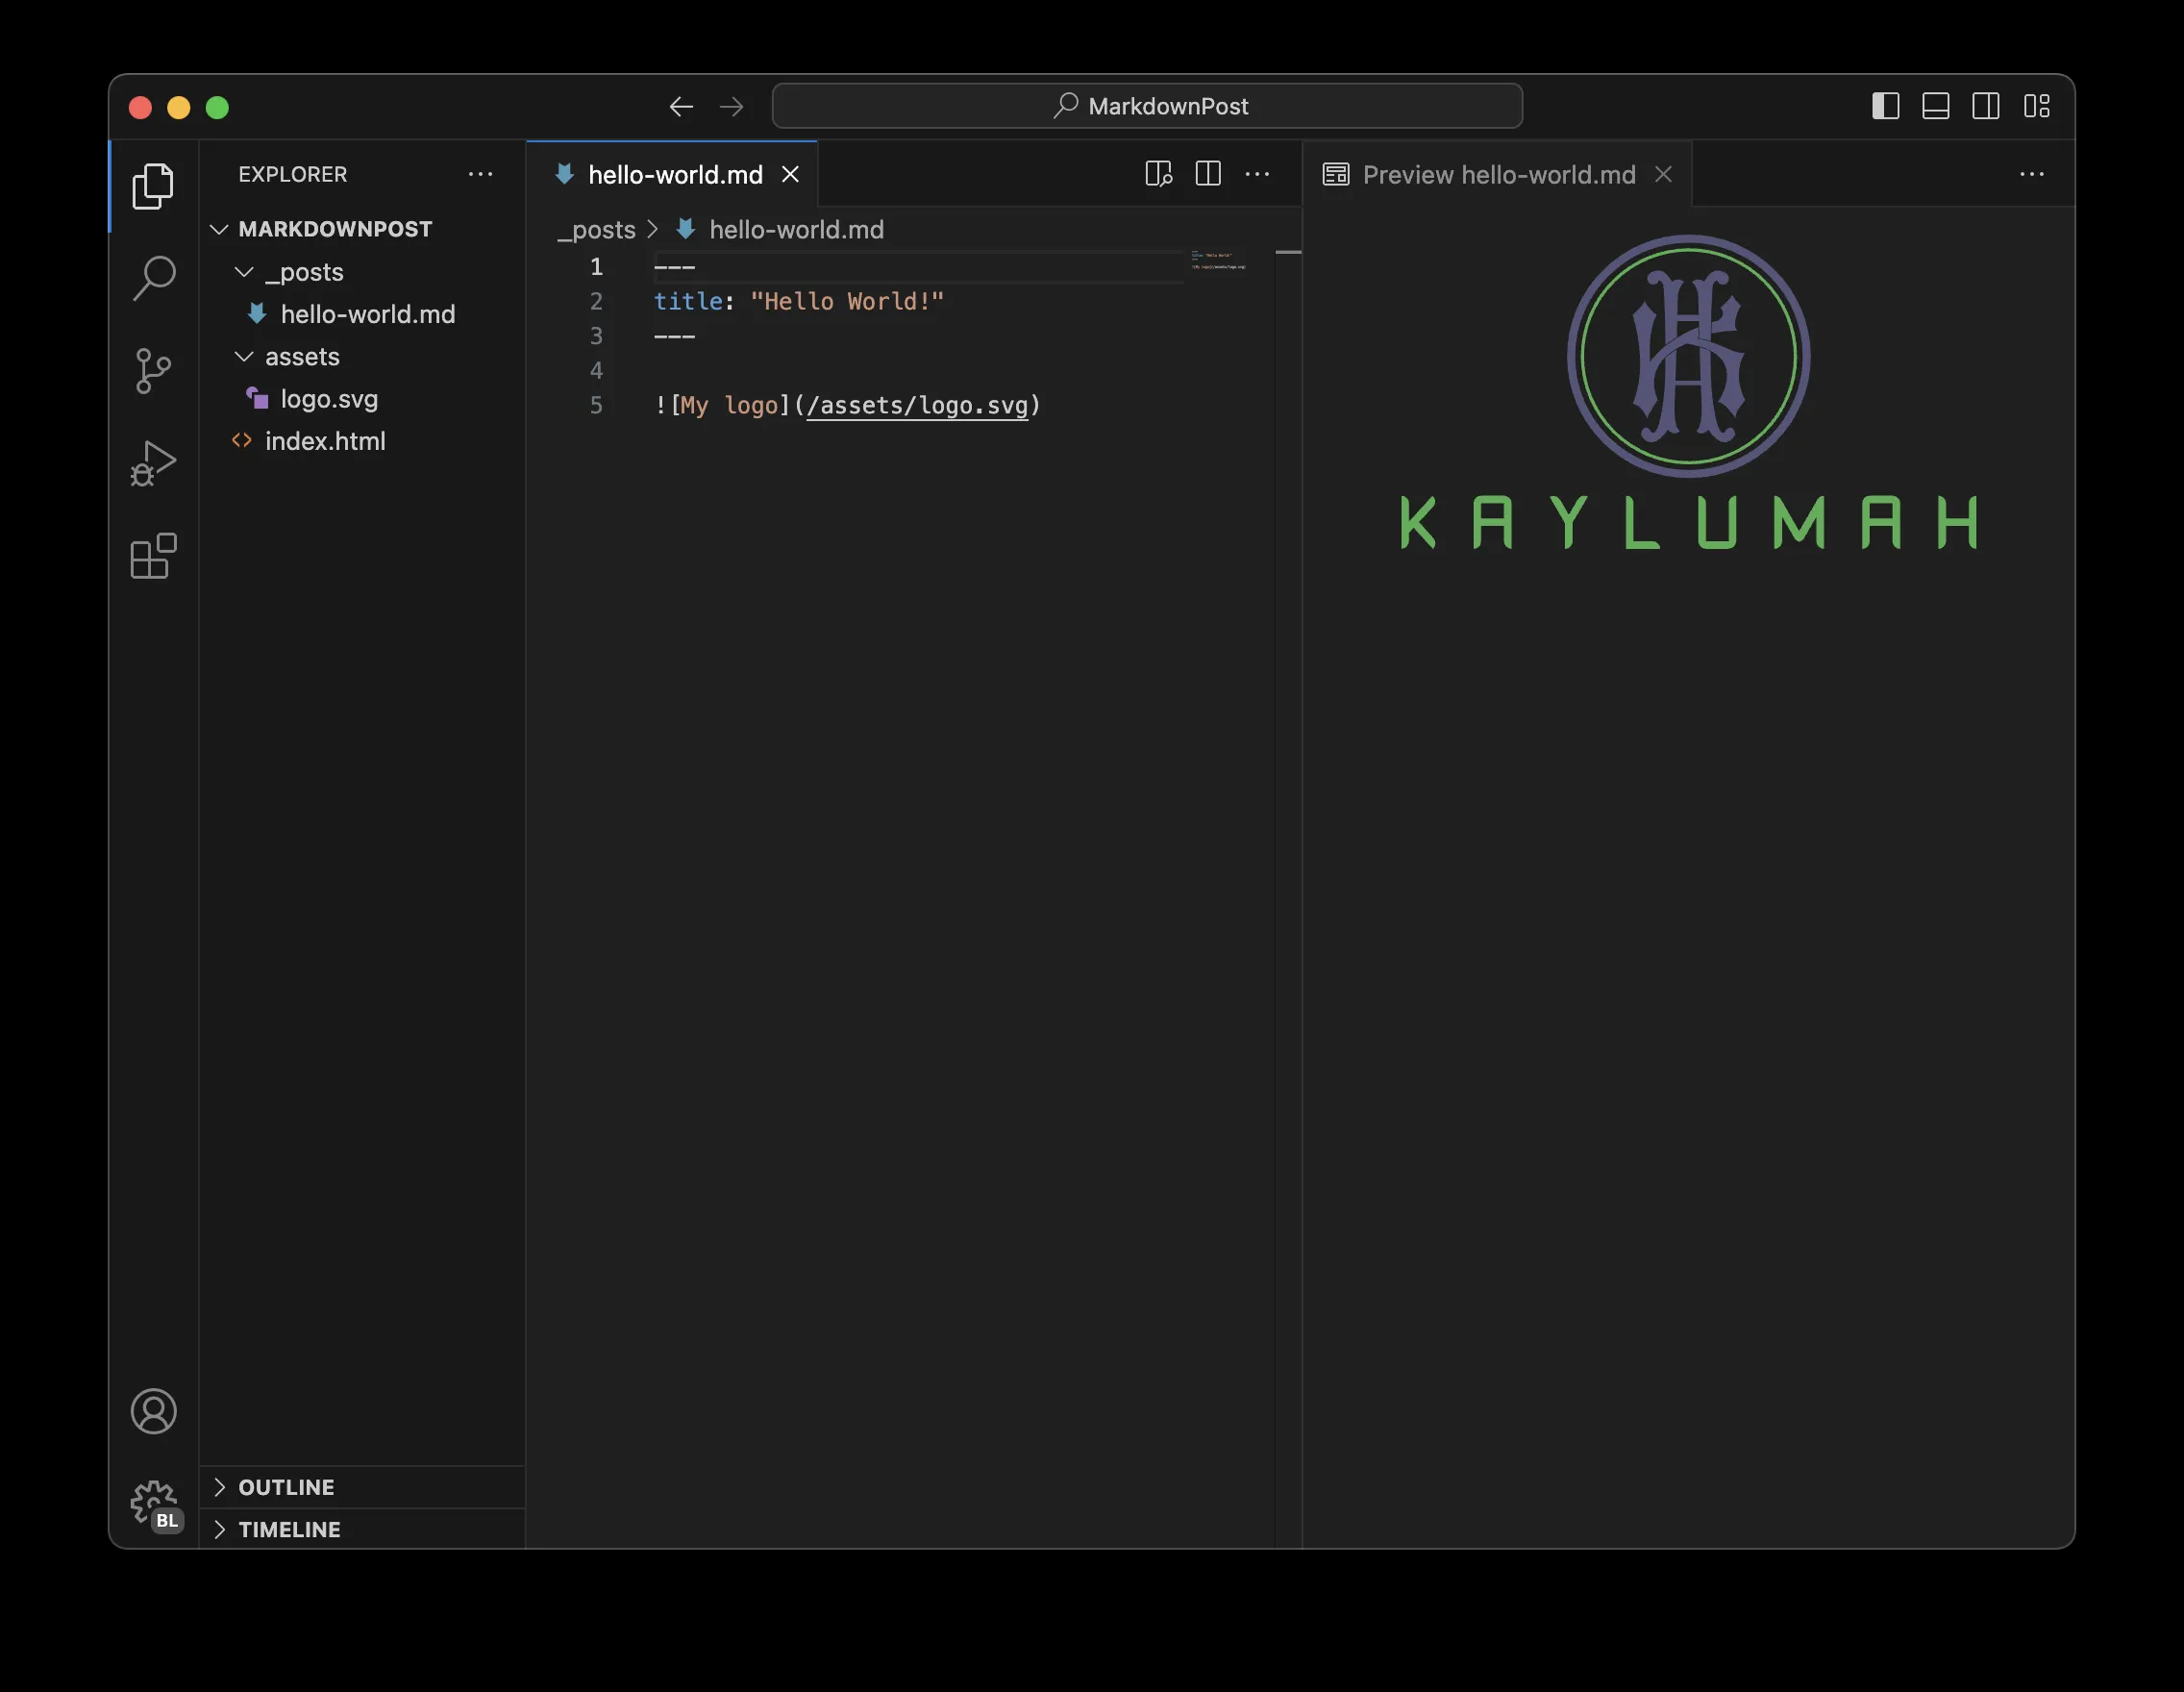 MarkdownPost
EXPLORER
MARKDOWNPOST
_posts
hello-world.md
assets
logo.svg
index.html
OUTLINE
TIMELINE
BL
hello-world.md
_posts > hello-world.md
1 ---
2 title: "Hello World!"
3 ---
4
5 ![My logo](/assets/logo.svg)
Preview hello-world.md
KAYLUMAH